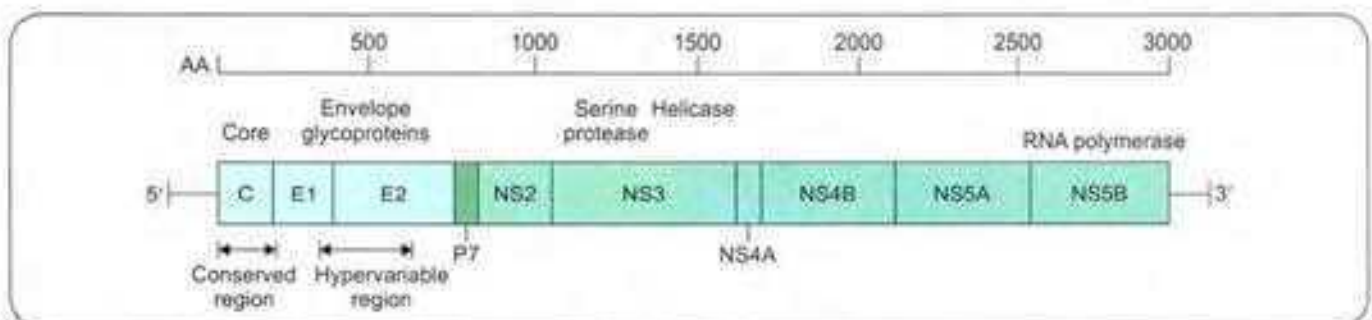 500 1000 1500 2000 2500 3000
AA
Core
Envelope
glycoproteins
Serine Helicase
protease
RNA polymerase
5' C E1 E2 NS2 NS3 NS4B NS5A NS5B 3'
P7 NS4A
Conserved
region
Hypervariable
region